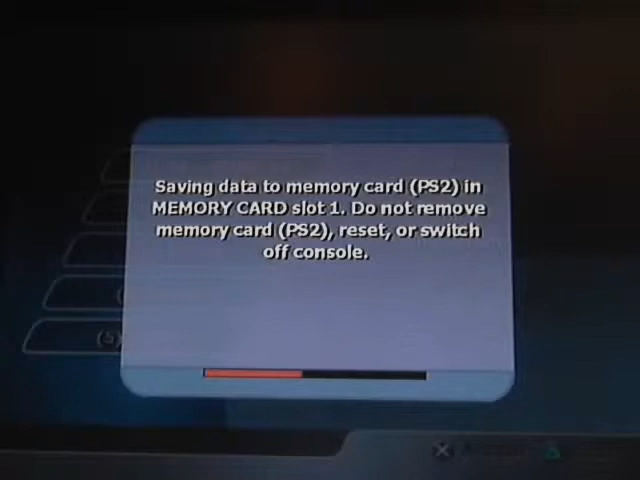 Saving data to memory card (PS2) in
MEMORY CARD slot 1. Do not remove
memory card (PS2), reset, or switch
off console.
(5)